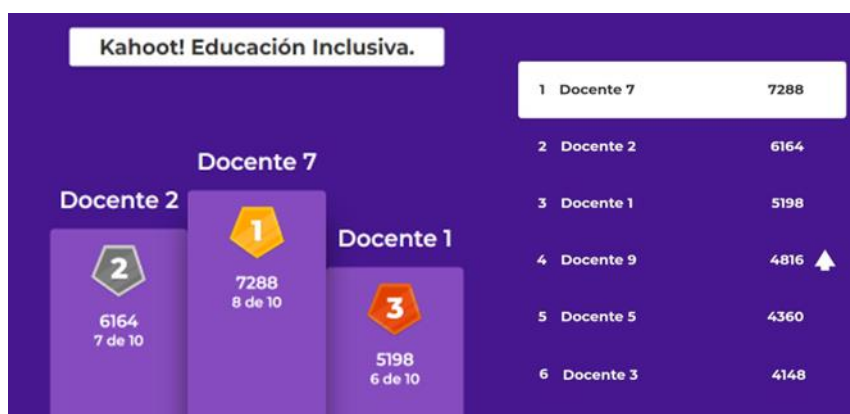 Kahoot! Educación Inclusiva.
Docente 7
Docente 2
Docente 1
1
7288
8 de 10
2
6164
7 de 10
3
5198
6 de 10
1 Docente 7 7288
2 Docente 2 6164
3 Docente 1 5198
4 Docente 9 4816
5 Docente 5 4360
6 Docente 3 4148